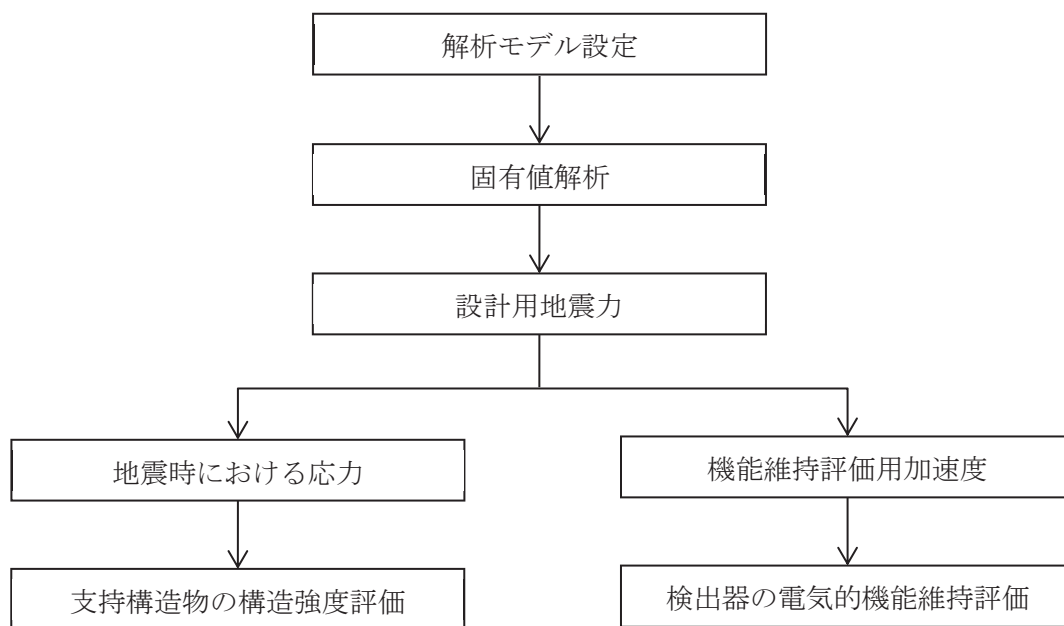 解析モデル設定
固有値解析
設計用地震力
地震時における応力
機能維持評価用加速度
支持構造物の構造強度評価
検出器の電気的機能維持評価